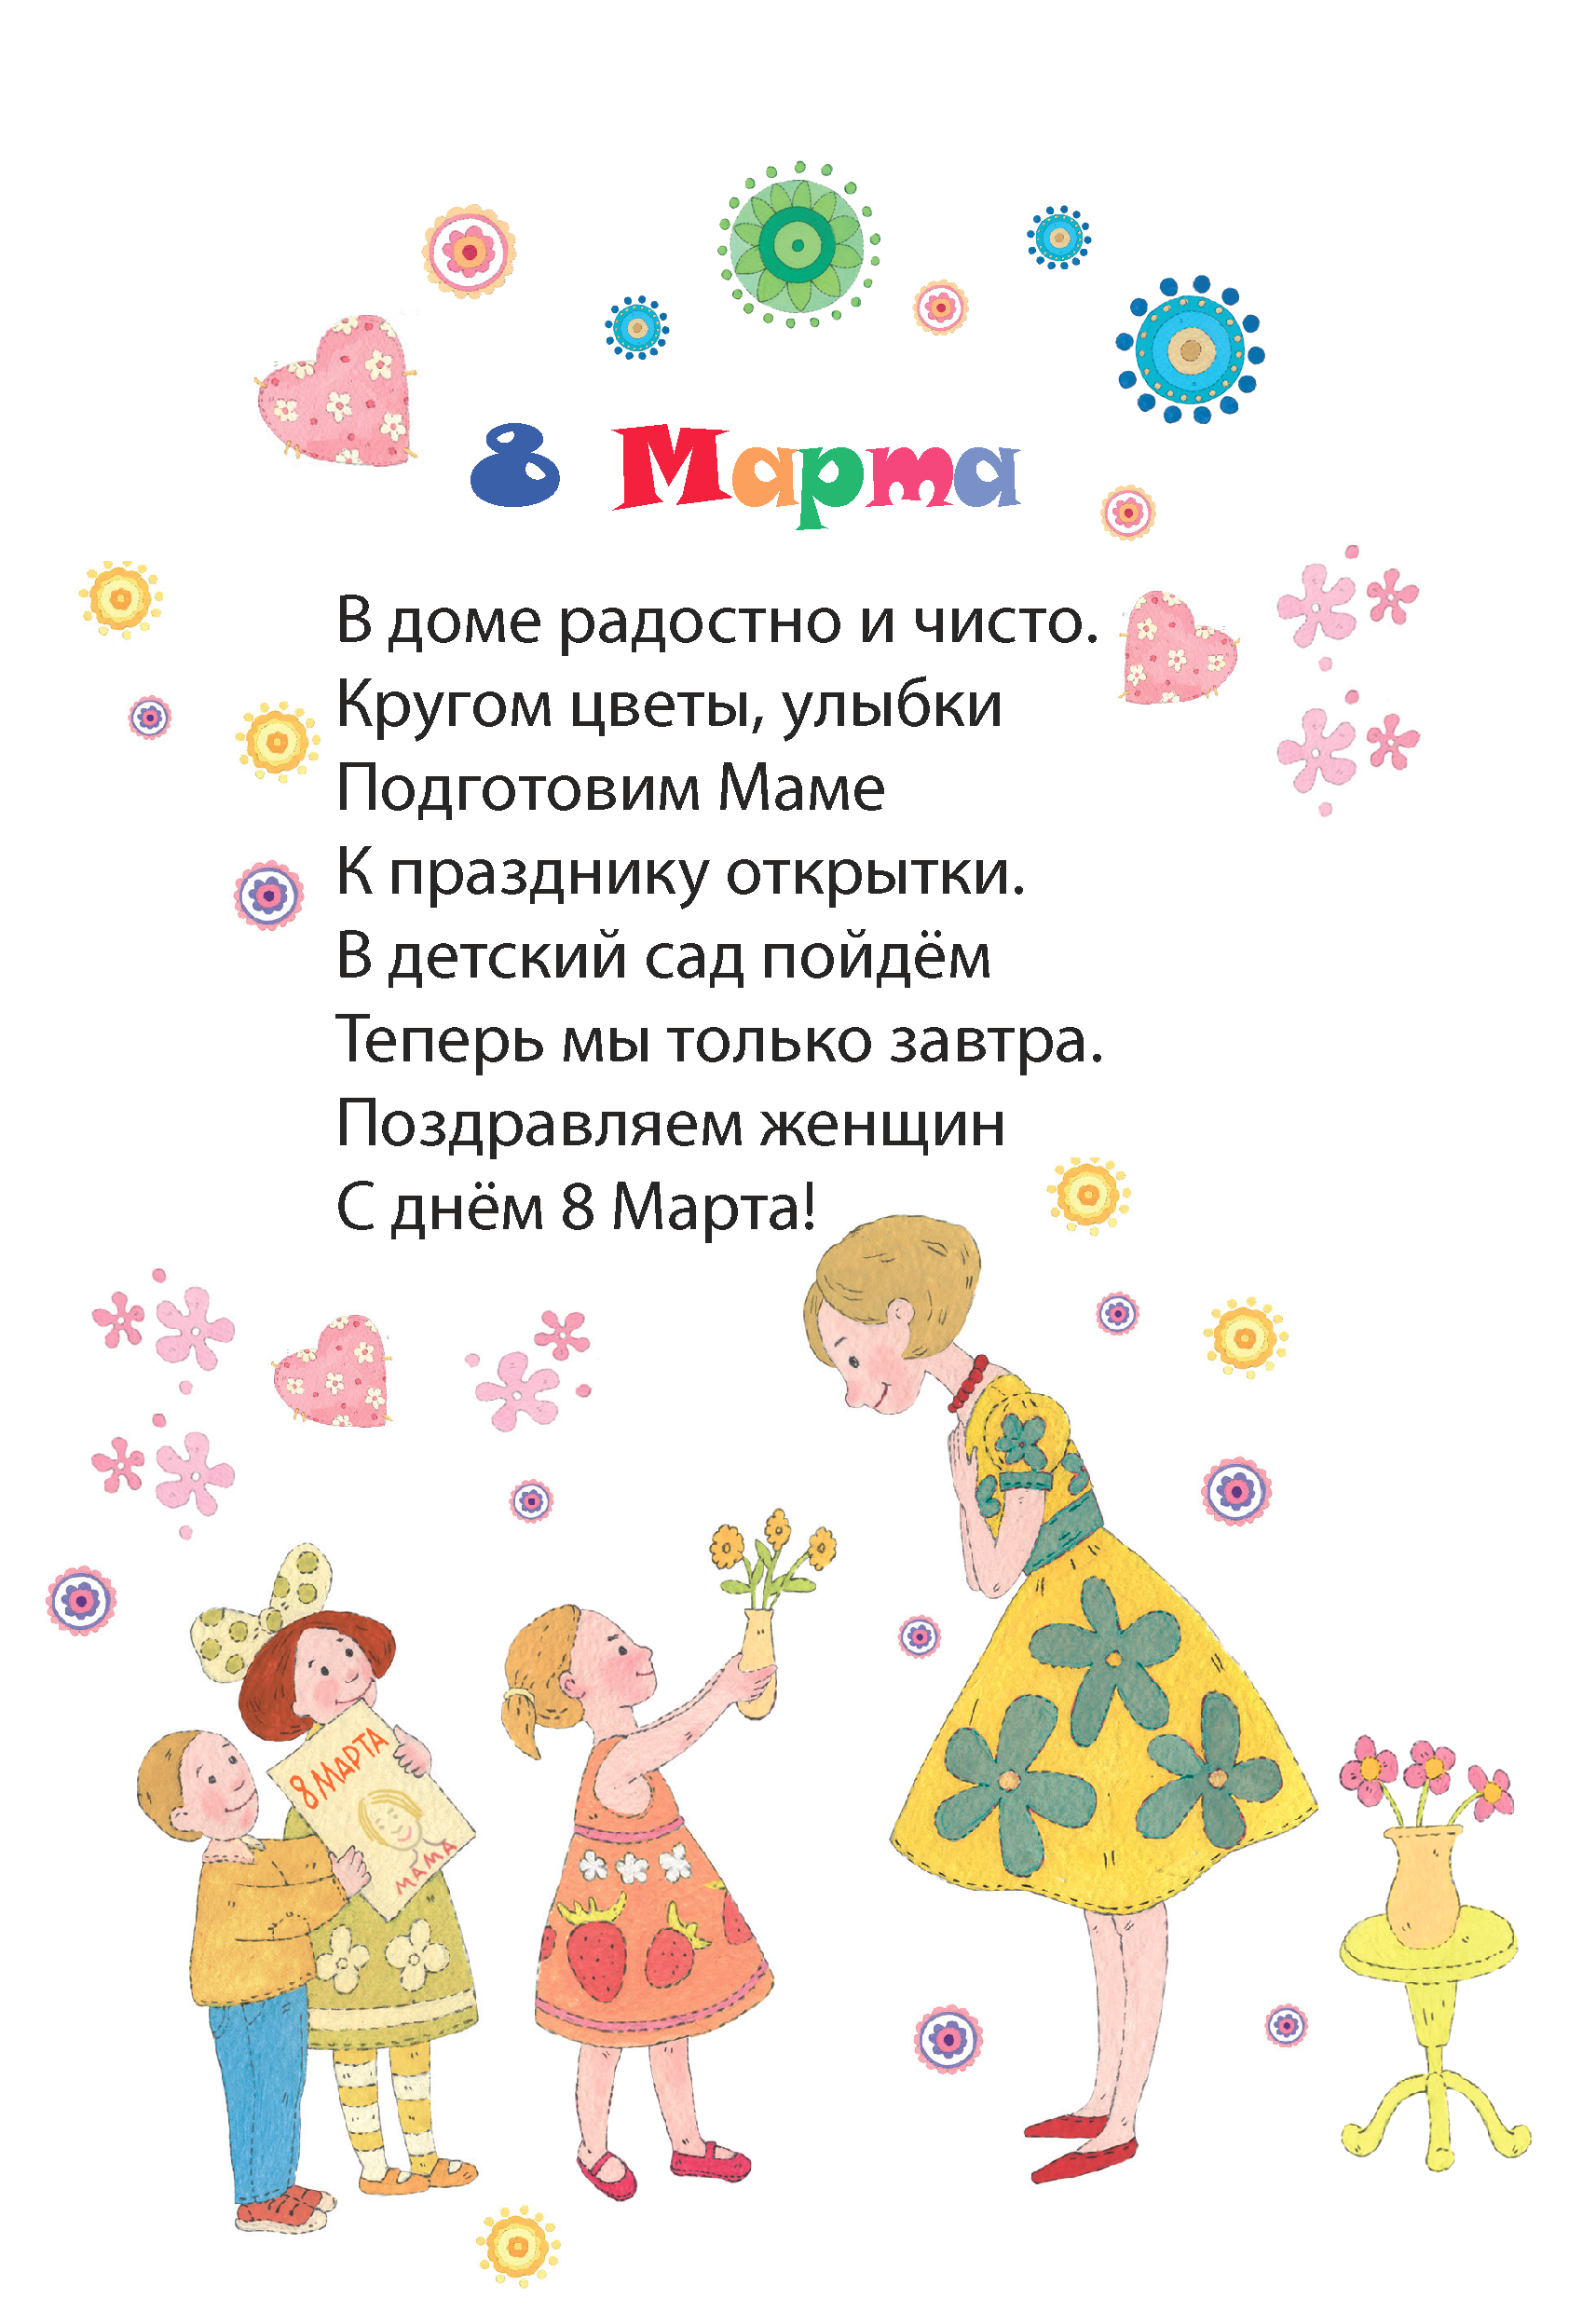 8 Марта
В доме радостно и чисто.
Кругом цветы, улыбки
Подготовим Маме
К празднику открытки.
В детский сад пойдём
Теперь мы только завтра.
Поздравляем женщин
С днём 8 Марта!
8 МАРТА
МАМА